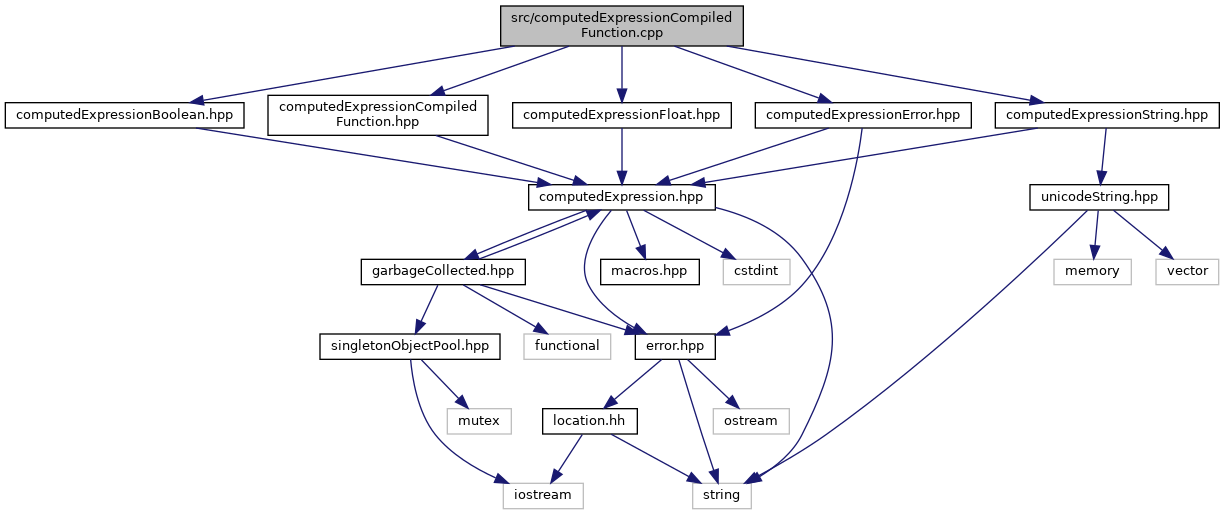 src/computedExpressionCompiled
Function.cpp
computedExpressionBoolean.hpp
computedExpressionCompiled
Function.hpp
computedExpressionFloat.hpp
computedExpressionError.hpp
computedExpressionString.hpp
computedExpression.hpp
unicodeString.hpp
garbageCollected.hpp
macros.hpp
cstdint
memory
vector
singletonObjectPool.hpp
functional
error.hpp
mutex
location.hh
ostream
iostream
string